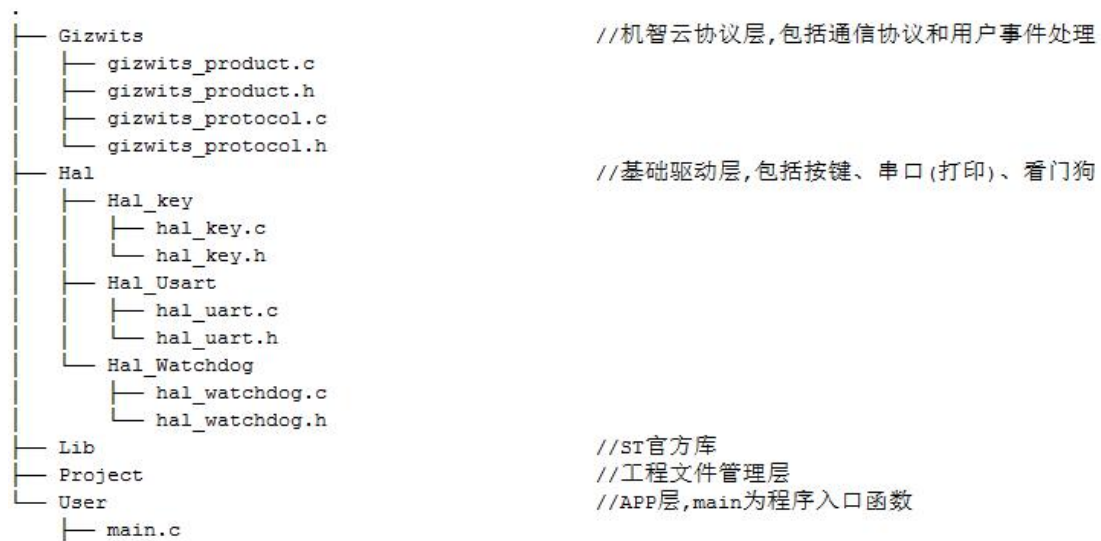 .
├── Gizwits //机智云协议层,包括通信协议和用户事件处理
│   ├── gizwits_product.c
│   ├── gizwits_product.h
│   ├── gizwits_protocol.c
│   └── gizwits_protocol.h
├── Hal //基础驱动层,包括按键、串口(打印)、看门狗
│   ├── Hal_key
│   │   ├── hal_key.c
│   │   └── hal_key.h
│   ├── Hal_Usart
│   │   ├── hal_uart.c
│   │   └── hal_uart.h
│   └── Hal_Watchdog
│       ├── hal_watchdog.c
│       └── hal_watchdog.h
├── Lib //ST官方库
├── Project //工程文件管理层
└── User //APP层,main为程序入口函数
    ├── main.c